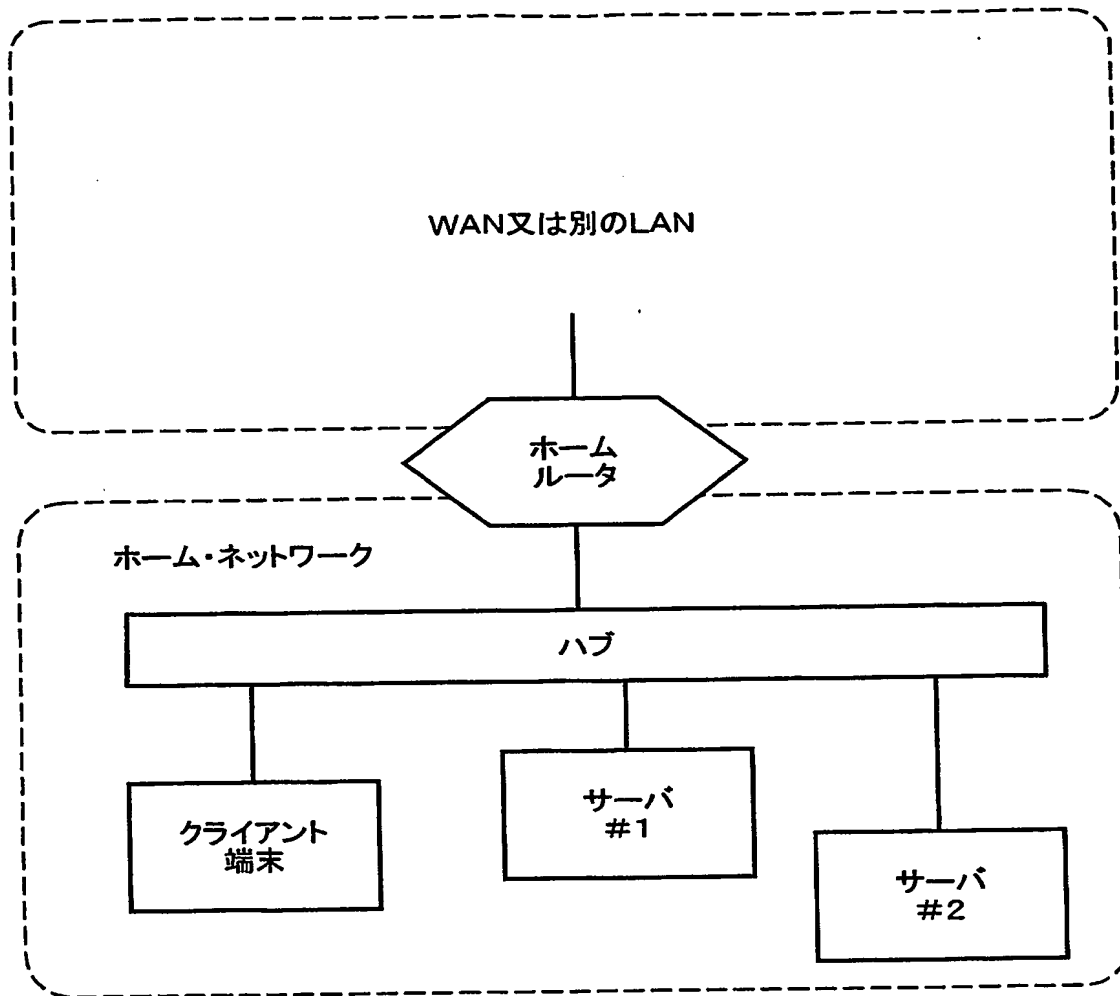 WAN又は別のLAN
ホーム
ルータ
ホーム・ネットワーク
ハブ
クライアント
端末
サーバ
#1
サーバ
#2